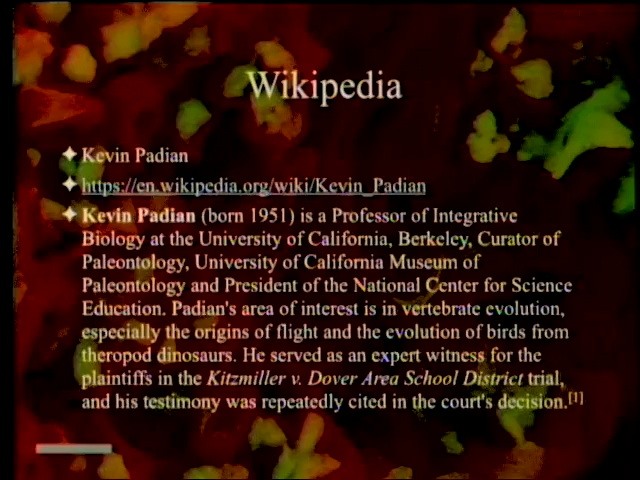 Wikipedia
Kevin Padian
https://en.wikipedia.org/wiki/Kevin_Padian
Kevin Padian (born 1951) is a Professor of Integrative
Biology at the University of California, Berkeley, Curator of
Paleontology, University of California Museum of
Paleontology and President of the National Center for Science
Education. Padian's area of interest is in vertebrate evolution,
especially the origins of flight and the evolution of birds from
theropod dinosaurs. He served as an expert witness for the
plaintiffs in the Kitzmiller v. Dover Area School District trial,
and his testimony was repeatedly cited in the court's decision.[1]